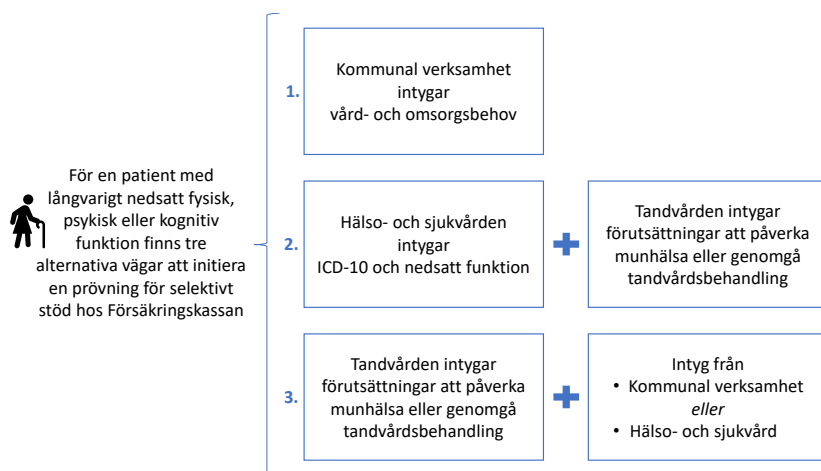 För en patient med
långvarigt nedsatt fysisk,
psykisk eller kognitiv
funktion finns tre
alternativa vägar att initiera
en prövning för selektivt
stöd hos Försäkringskassan
1.
Kommunal verksamhet
intygar
vård- och omsorgsbehov
2.
Hälso- och sjukvården
intygar
ICD-10 och nedsatt funktion
Tandvården intygar
förutsättningar att påverka
munhälsa eller genomgå
tandvårdsbehandling
3.
Tandvården intygar
förutsättningar att påverka
munhälsa eller genomgå
tandvårdsbehandling
Intyg från
• Kommunal verksamhet
eller
• Hälso- och sjukvård